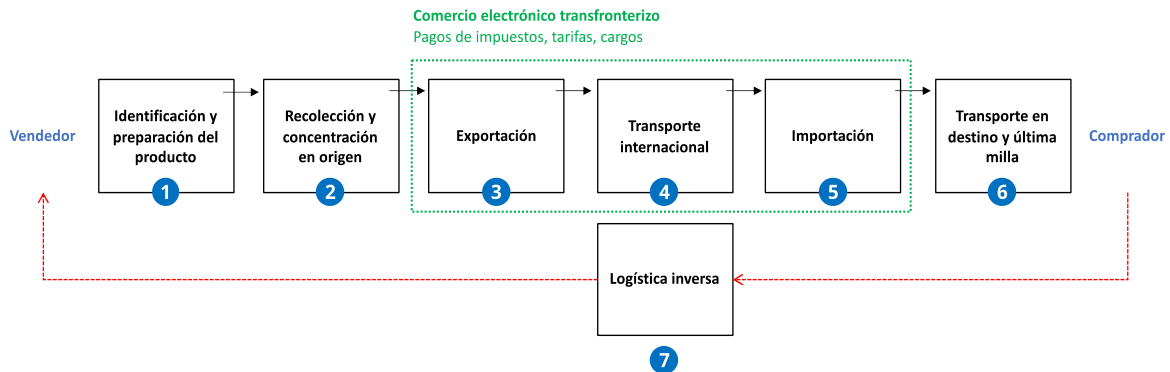 Comercio electrónico transfronterizo
Pagos de impuestos, tarifas, cargos
Vendedor
Identificación y
preparación del
producto
1
Recolección y
concentración
en origen
2
Exportación
3
Transporte
internacional
4
Importación
5
Transporte en
destino y última
milla
6
Comprador
Logística inversa
7